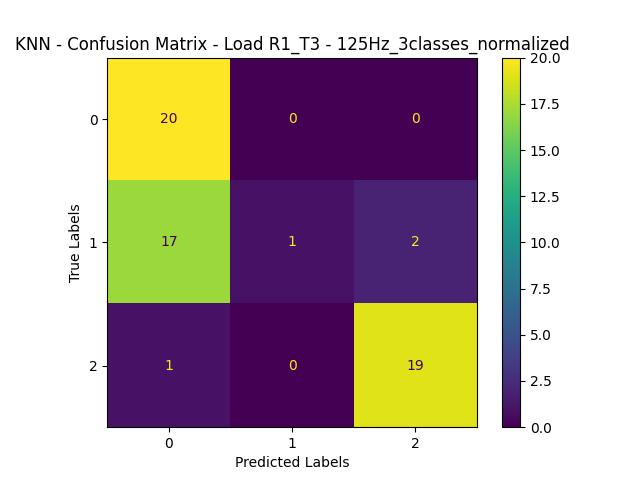 KNN - Confusion Matrix - Load R1_T3 - 125Hz_3classes_normalized
20.0
0 20 0 0
17.5
15.0
12.5
True Labels
1 17 1 2
10.0
7.5
5.0
2 1 0 19
2.5
0.0
0 1 2
Predicted Labels